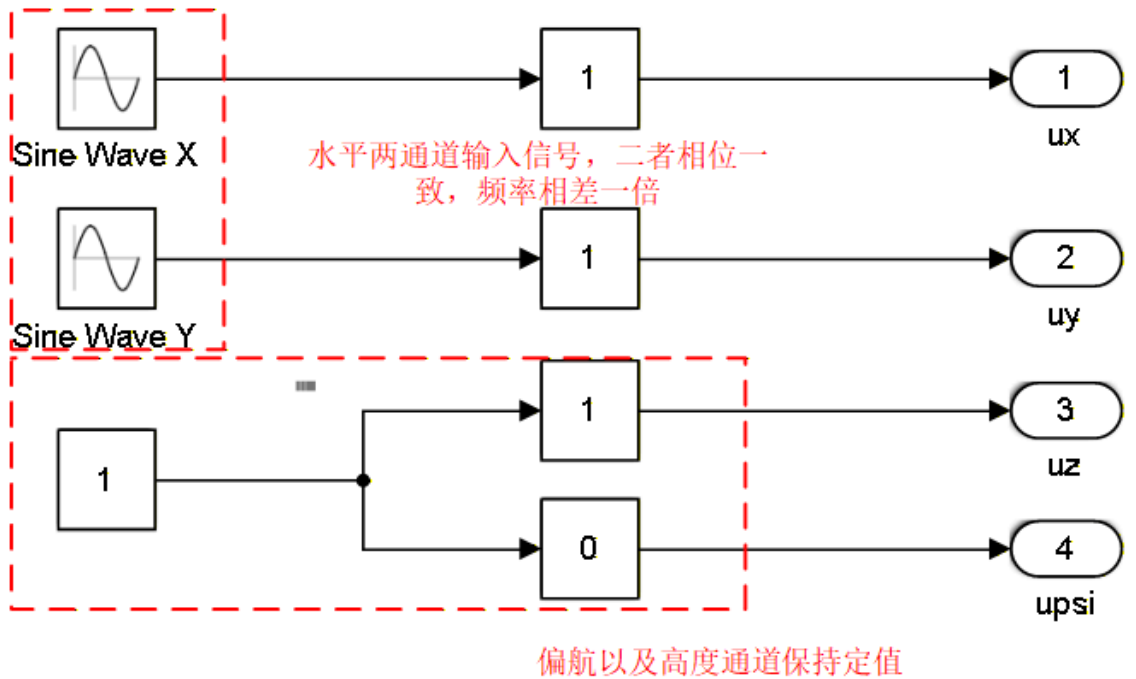 1
1
ux
Sine Wave X
水平两通道输入信号，二者相位一
致，频率相差一倍
1
2
uy
Sine Wave Y
1
3
uz
1
0
4
upsi
偏航以及高度通道保持定值